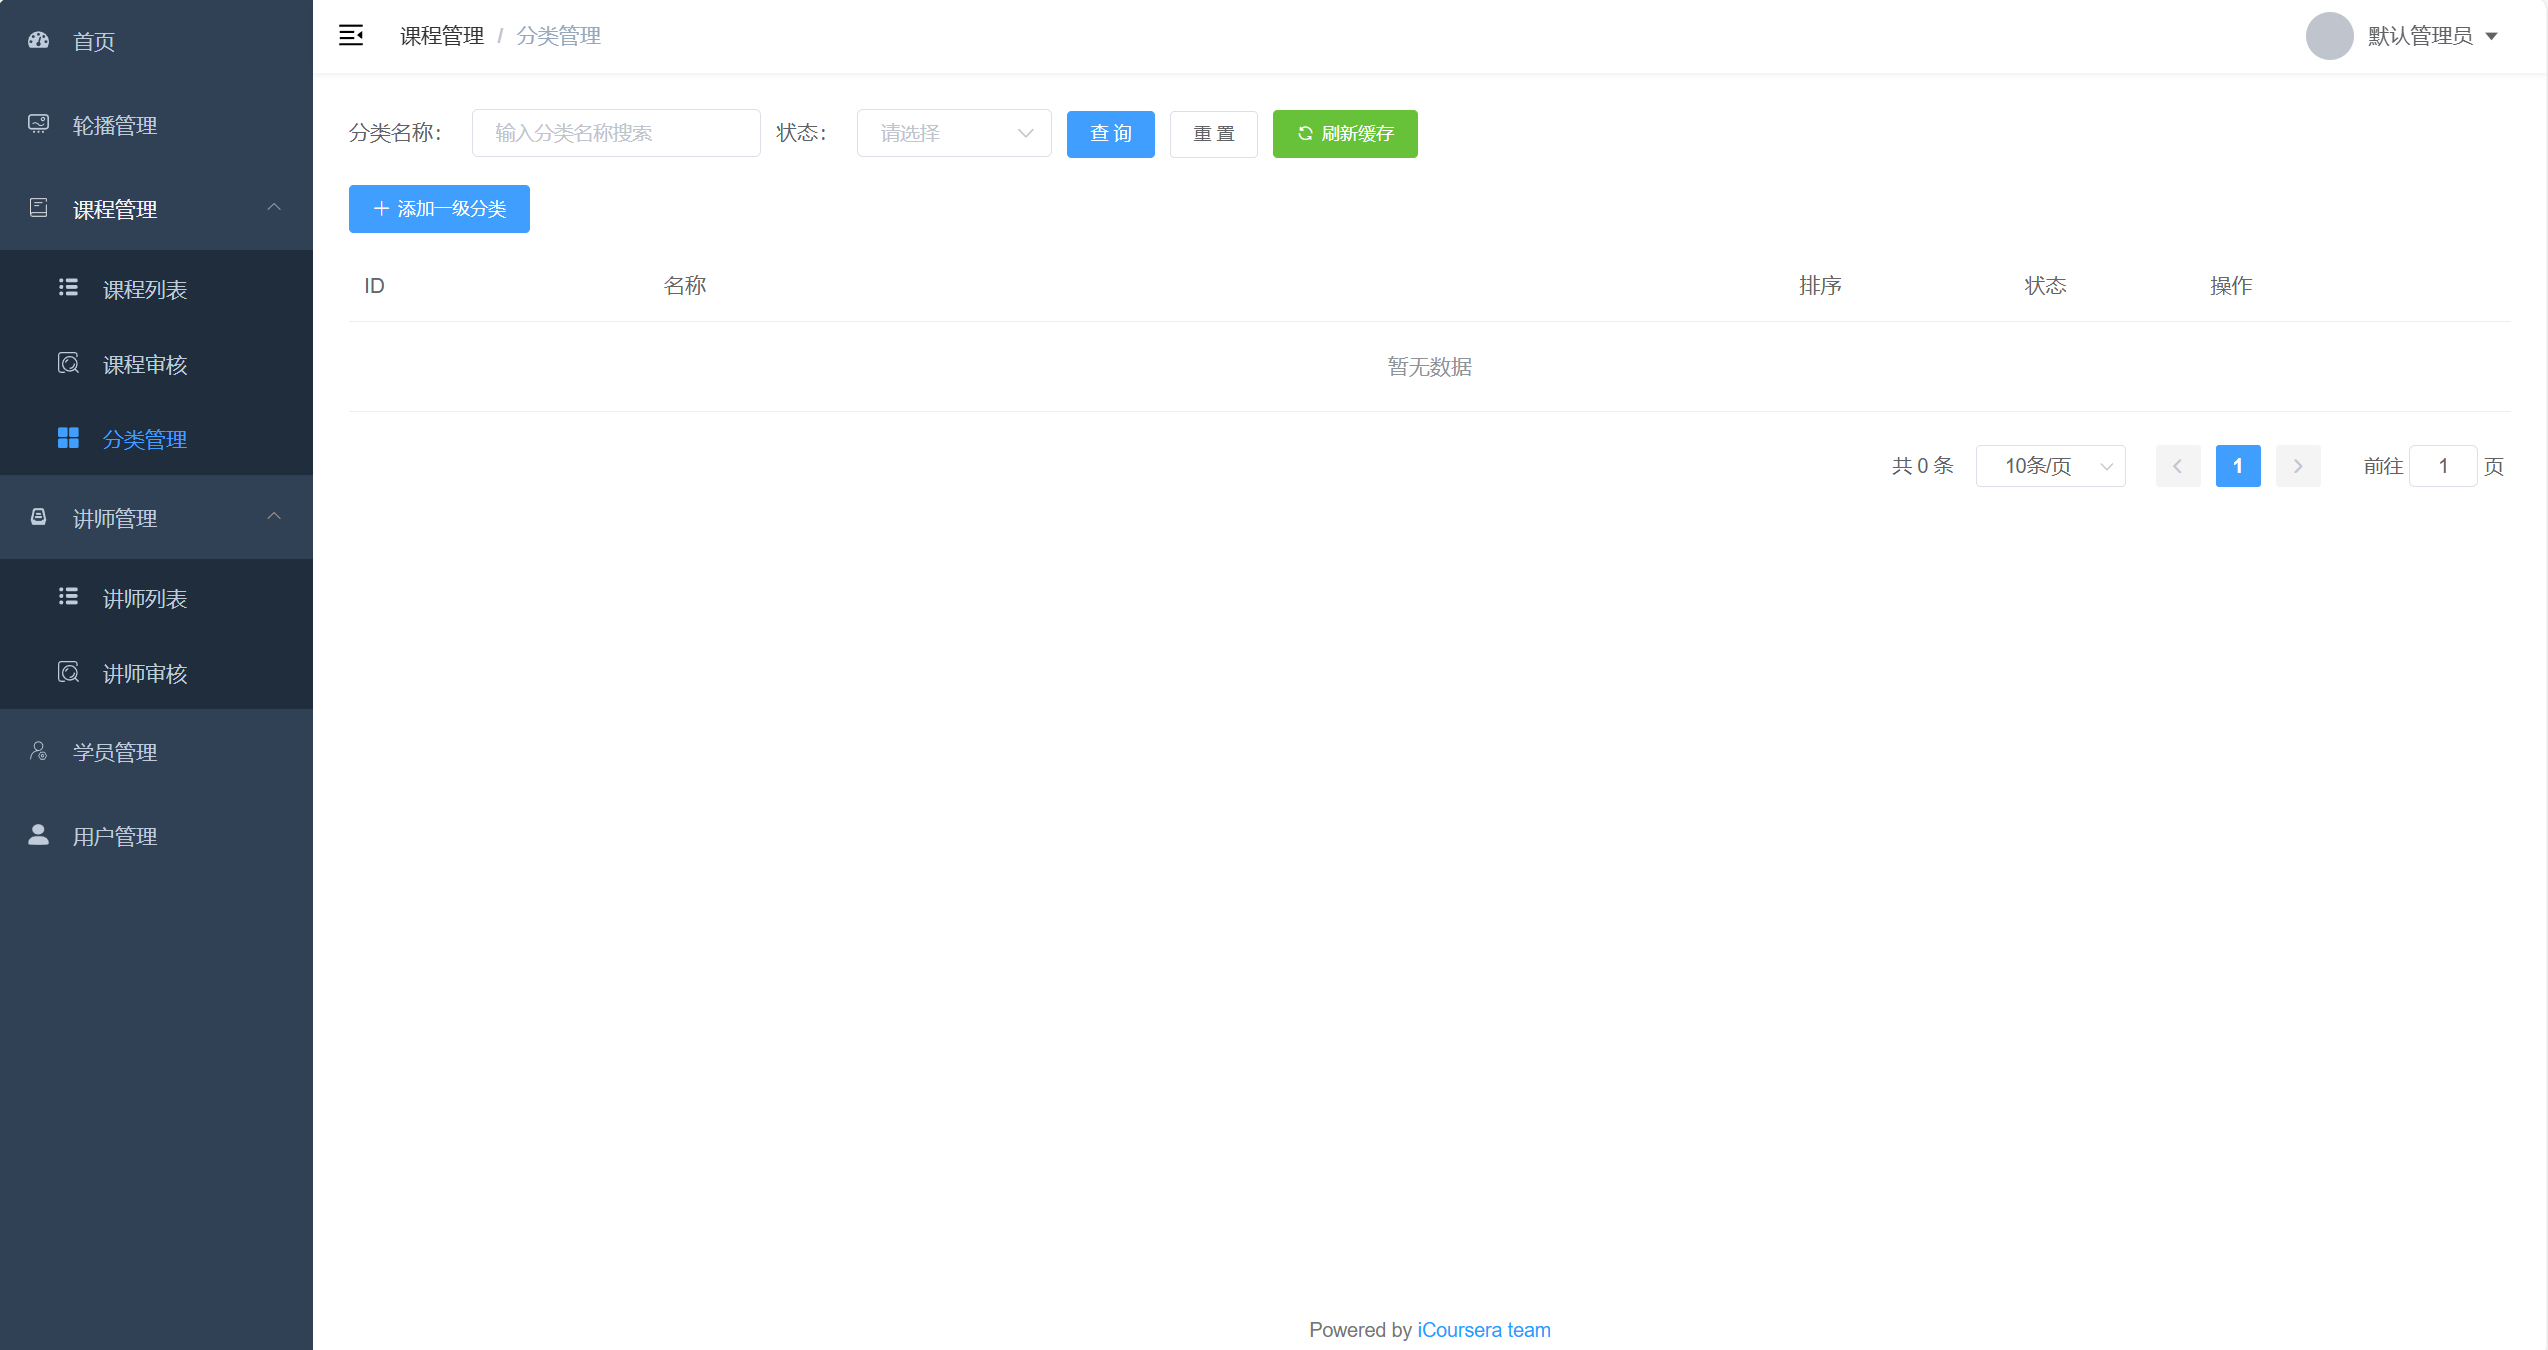 首页
轮播管理
课程管理
课程列表
课程审核
分类管理
讲师管理
讲师列表
讲师审核
学员管理
用户管理
课程管理 / 分类管理
默认管理员
分类名称： 输入分类名称搜索 状态： 请选择 查 询 重 置 刷新缓存
添加一级分类
ID 名称 排序 状态 操作
暂无数据
共 0 条 10条/页 1 前往 1 页
Powered by iCoursera team